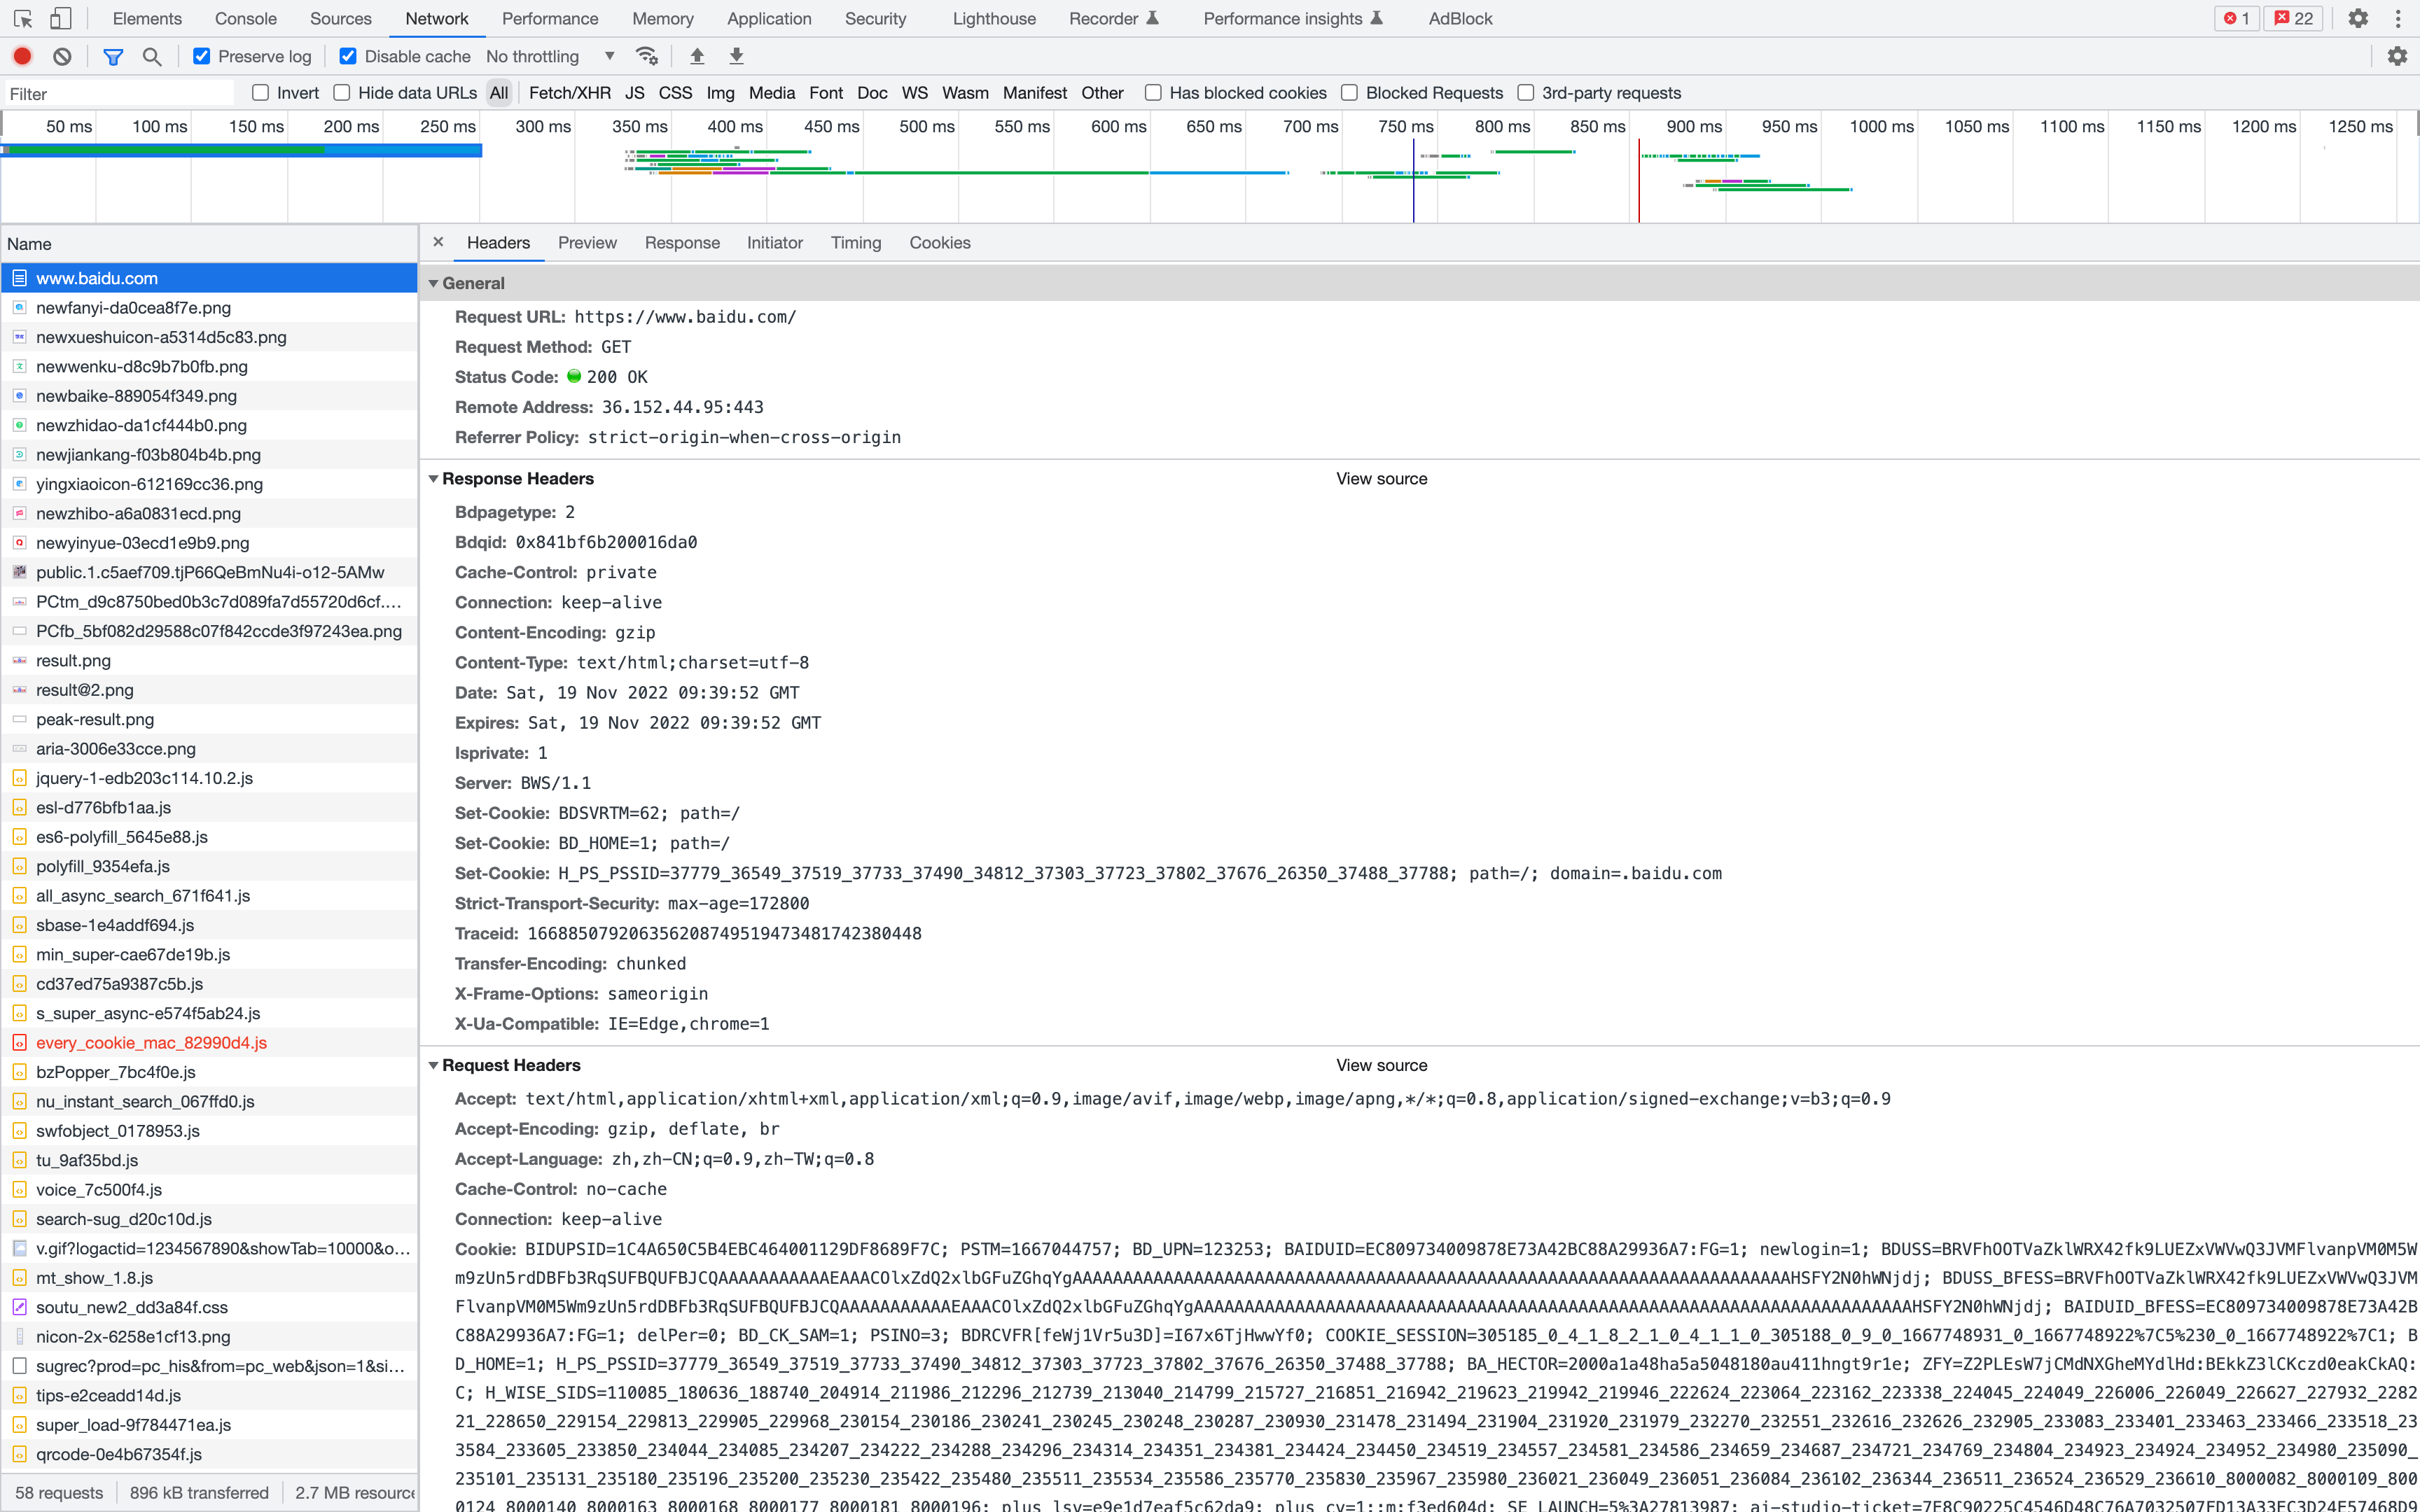 Elements Console Sources Network Performance Memory Application Security Lighthouse Recorder Performance insights AdBlock 1 22
Preserve log Disable cache No throttling
Filter Invert Hide data URLs All Fetch/XHR JS CSS Img Media Font Doc WS Wasm Manifest Other Has blocked cookies Blocked Requests 3rd-party requests
50 ms 100 ms 150 ms 200 ms 250 ms 300 ms 350 ms 400 ms 450 ms 500 ms 550 ms 600 ms 650 ms 700 ms 750 ms 800 ms 850 ms 900 ms 950 ms 1000 ms 1050 ms 1100 ms 1150 ms 1200 ms 1250 ms
Name
www.baidu.com
newfanyi-da0cea8f7e.png
newxueshuicon-a5314d5c83.png
newwenku-d8c9b7b0fb.png
newbaike-889054f349.png
newzhidao-da1cf444b0.png
newjiankang-f03b804b4b.png
yingxiaoicon-612169cc36.png
newzhibo-a6a0831ecd.png
newyinyue-03ecd1e9b9.png
public.1.c5aef709.tjP66QeBmNu4i-o12-5AMw
PCtm_d9c8750bed0b3c7d089fa7d55720d6cf.…
PCfb_5bf082d29588c07f842ccde3f97243ea.png
result.png
result@2.png
peak-result.png
aria-3006e33cce.png
jquery-1-edb203c114.10.2.js
esl-d776bfb1aa.js
es6-polyfill_5645e88.js
polyfill_9354efa.js
all_async_search_671f641.js
sbase-1e4addf694.js
min_super-cae67de19b.js
cd37ed75a9387c5b.js
s_super_async-e574f5ab24.js
every_cookie_mac_82990d4.js
bzPopper_7bc4f0e.js
nu_instant_search_067ffd0.js
swfobject_0178953.js
tu_9af35bd.js
voice_7c500f4.js
search-sug_d20c10d.js
v.gif?logactid=1234567890&showTab=10000&o…
mt_show_1.8.js
soutu_new2_dd3a84f.css
nicon-2x-6258e1cf13.png
sugrec?prod=pc_his&from=pc_web&json=1&si…
tips-e2ceadd14d.js
super_load-9f784471ea.js
qrcode-0e4b67354f.js
58 requests 896 kB transferred 2.7 MB resource
Headers Preview Response Initiator Timing Cookies
General
Request URL: https://www.baidu.com/
Request Method: GET
Status Code: 200 OK
Remote Address: 36.152.44.95:443
Referrer Policy: strict-origin-when-cross-origin
Response Headers View source
Bdpagetype: 2
Bdqid: 0x841bf6b200016da0
Cache-Control: private
Connection: keep-alive
Content-Encoding: gzip
Content-Type: text/html;charset=utf-8
Date: Sat, 19 Nov 2022 09:39:52 GMT
Expires: Sat, 19 Nov 2022 09:39:52 GMT
Isprivate: 1
Server: BWS/1.1
Set-Cookie: BDSVRTM=62; path=/
Set-Cookie: BD_HOME=1; path=/
Set-Cookie: H_PS_PSSID=37779_36549_37519_37733_37490_34812_37303_37723_37802_37676_26350_37488_37788; path=/; domain=.baidu.com
Strict-Transport-Security: max-age=172800
Traceid: 1668850792063562087495194734817423​80448
Transfer-Encoding: chunked
X-Frame-Options: sameorigin
X-Ua-Compatible: IE=Edge,chrome=1
Request Headers View source
Accept: text/html,application/xhtml+xml,application/xml;q=0.9,image/avif,image/webp,image/apng,*/*;q=0.8,application/signed-exchange;v=b3;q=0.9
Accept-Encoding: gzip, deflate, br
Accept-Language: zh,zh-CN;q=0.9,zh-TW;q=0.8
Cache-Control: no-cache
Connection: keep-alive
Cookie: BIDUPSID=1C4A650C5B4EBC464001129DF8689F7C; PSTM=1667044757; BD_UPN=123253; BAIDUID=EC809734009878E73A42BC88A29936A7:FG=1; newlogin=1;
BAIDUID_BFESS=EC809734009878E73A42B
C88A29936A7:FG=1; delPer=0; BD_CK_SAM=1; PSINO=3; BDRCVFR[feWj1Vr5u3D]=I67x6TjHwwYf0; COOKIE_SESSION=305185_0_4_1_8_2_1_0_4_1_1_0_305188_0_9_0_1667748931_0_1667748922%7C5%230_0_1667748922%7C1; B
D_HOME=1; H_PS_PSSID=37779_36549_37519_37733_37490_34812_37303_37723_37802_37676_26350_37488_37788; BA_HECTOR=2000a1a48ha5a5048180au411hngt9r1e; ZFY=Z2PLEsW7jCMdNXGheMYdlHd:BEkkZ3lCKczd0eakCkAQ:
C; H_WISE_SIDS=110085_180636_188740_204914_211986_212296_212739_213040_214799_215727_216851_216942_219623_219942_219946_222624_223064_223162_223338_224045_224049_226006_226049_226627_227932_2282
21_228650_229154_229813_229905_229968_230154_230186_230241_230245_230248_230287_230930_231478_231494_231904_231920_231979_232270_232551_232616_232626_232905_233083_233401_233463_233466_233518_23
3584_233605_233850_234044_234085_234207_234222_234288_234296_234314_234351_234381_234424_234450_234519_234557_234581_234586_234659_234687_234721_234769_234804_234923_234924_234952_234980_235090_
235101_235131_235180_235196_235200_235230_235422_235480_235511_235534_235586_235770_235830_235967_235980_236021_236049_236051_236084_236102_236344_236511_236524_236529_236610_8000082_8000109_800
0124_8000140_8000163_8000168_8000177_8000181_8000196; plus_lsv=e9e1d7eaf5c62da9; plus_cv=1::m:f3ed604d; SE_LAUNCH=5%3A27813987;